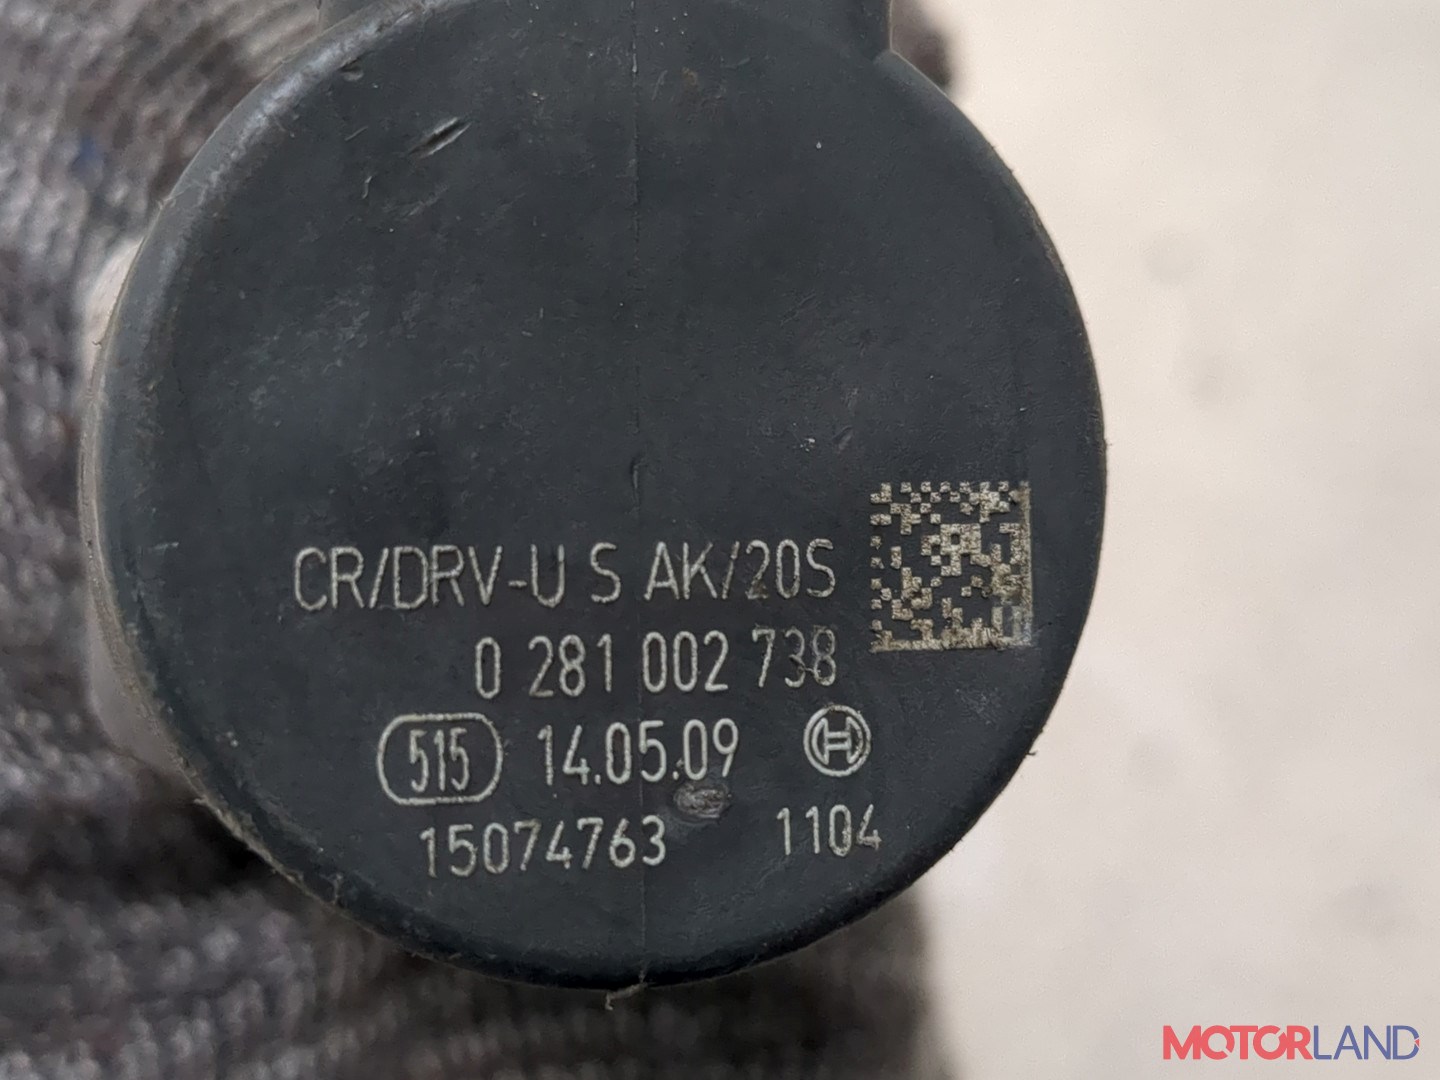 CR/DRV-U S AK/20S
0 281 002 738
515 14.05.09
15074763 1104
MOTORLAND